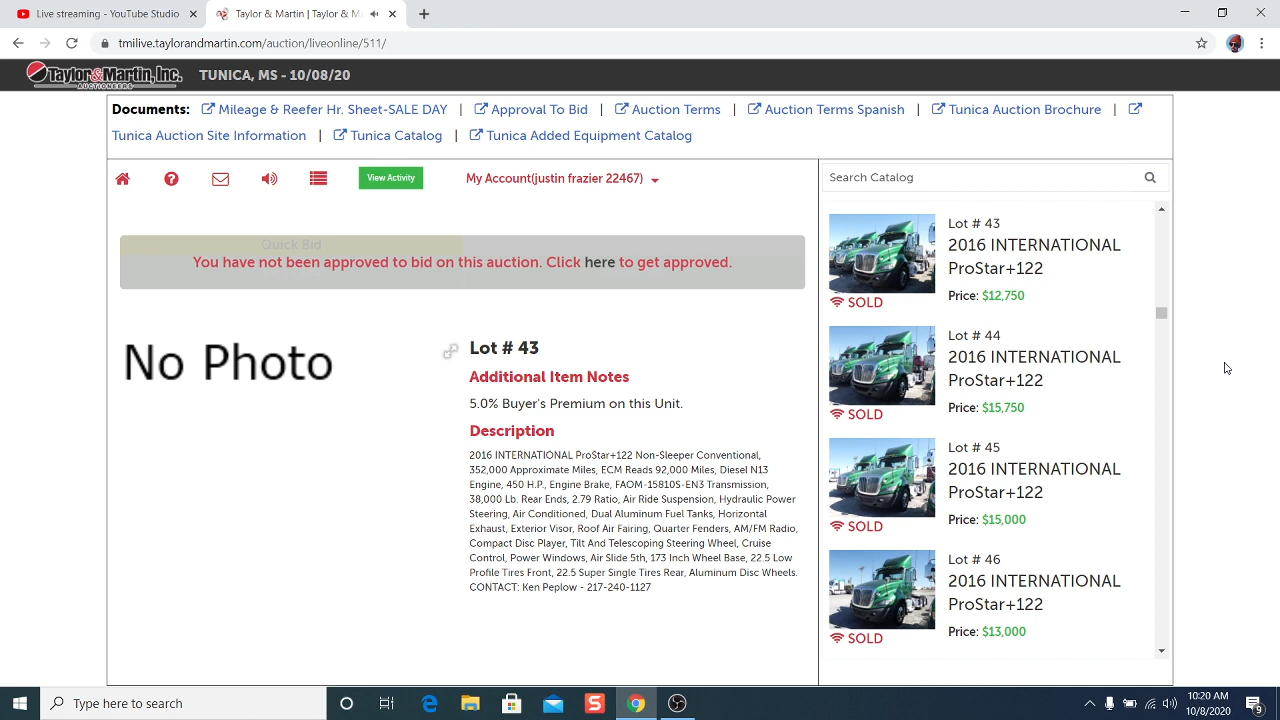 Live streaming - YouTube Studio
Taylor & Martin | Taylor & M
tmilive.taylorandmartin.com/auction/liveonline/511/
Taylor&Martin, Inc.
AUCTIONEERS
TUNICA, MS - 10/08/20
Documents: Mileage & Reefer Hr. Sheet-SALE DAY | Approval To Bid | Auction Terms | Auction Terms Spanish | Tunica Auction Brochure |
Tunica Auction Site Information | Tunica Catalog | Tunica Added Equipment Catalog
View Activity
My Account(justin frazier 22467)
Quick Bid
You have not been approved to bid on this auction. Click here to get approved.
No Photo
Lot # 43
Additional Item Notes
5.0% Buyer's Premium on this Unit.
Description
2016 INTERNATIONAL ProStar+122 Non-Sleeper Conventional,
352,000 Approximate Miles, ECM Reads 92,000 Miles, Diesel N13
Engine, 450 H.P., Engine Brake, FAOM-15810S-EN3 Transmission,
38,000 Lb. Rear Ends, 2.79 Ratio, Air Ride Suspension, Hydraulic Power
Steering, Air Conditioned, Dual Aluminum Fuel Tanks, Horizontal
Exhaust, Exterior Visor, Roof Air Fairing, Quarter Fenders, AM/FM Radio,
Compact Disc Player, Tilt And Telescoping Steering Wheel, Cruise
Control, Power Windows, Air Slide 5th, 173 Inch Wheel Base, 22.5 Low
Profile Tires Front, 22.5 Super Single Tires Rear, Aluminum Disc Wheels.
CONTACT: Ken Peplow - 217-240-1127
Search Catalog
Lot # 43
2016 INTERNATIONAL
ProStar+122
Price: $12,750
SOLD
Lot # 44
2016 INTERNATIONAL
ProStar+122
Price: $15,750
SOLD
Lot # 45
2016 INTERNATIONAL
ProStar+122
Price: $15,000
SOLD
Lot # 46
2016 INTERNATIONAL
ProStar+122
Price: $13,000
SOLD
Type here to search
10:20 AM
10/8/2020
9